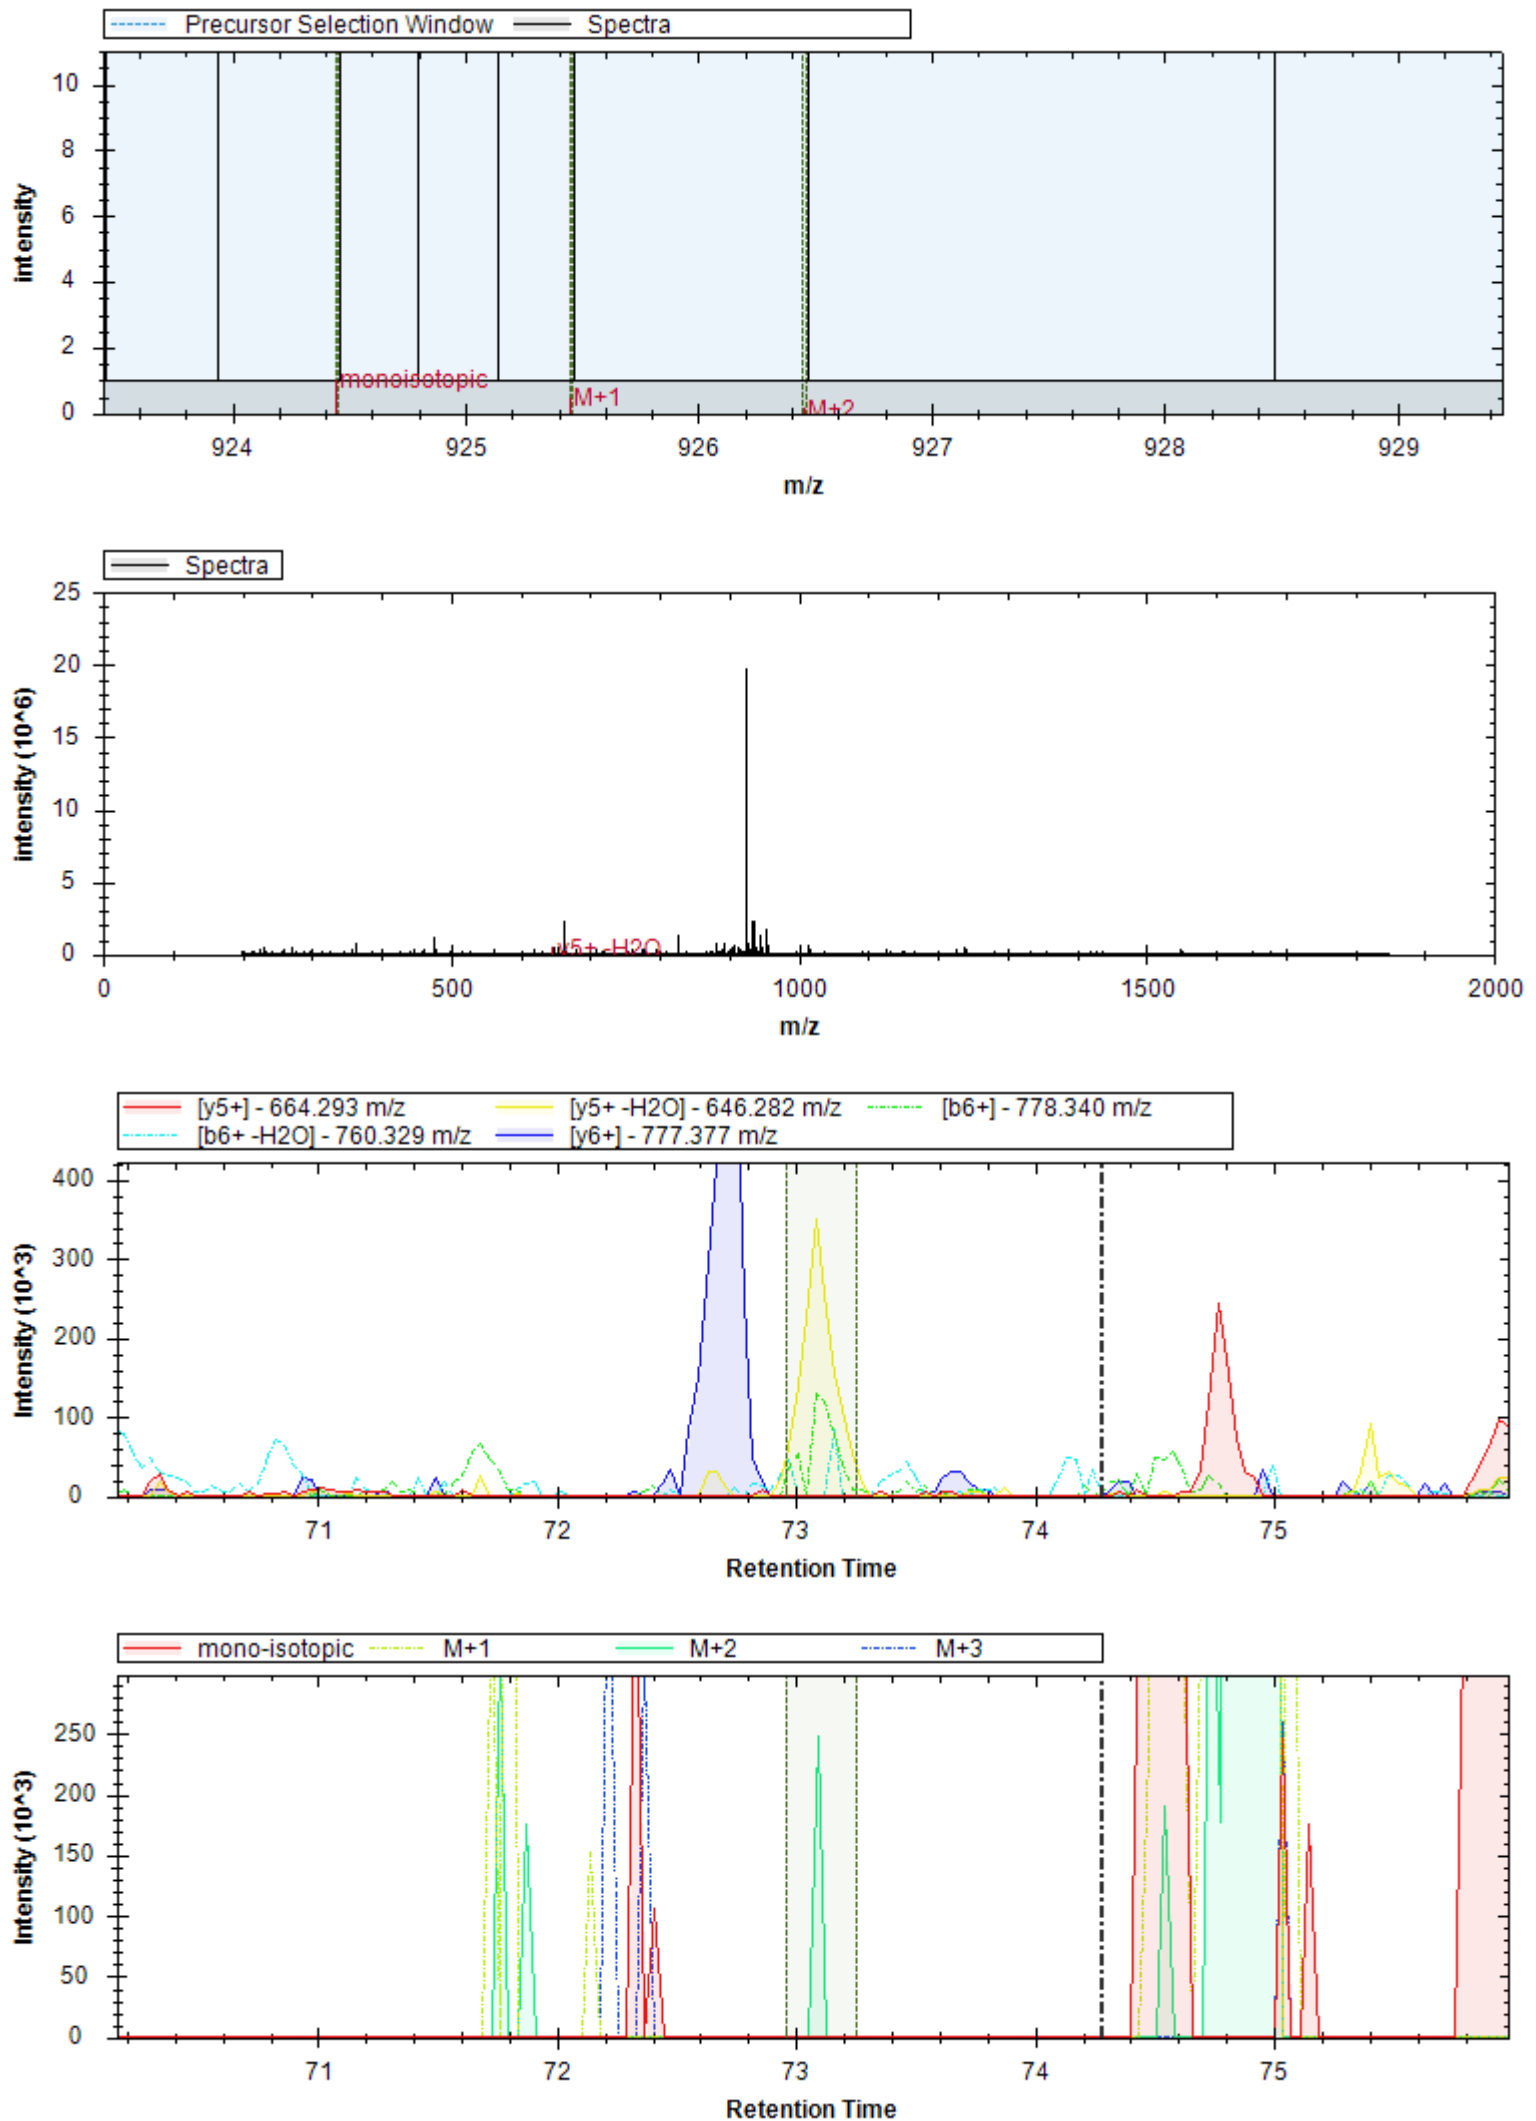 Precursor Selection Window Spectra
10
8
6
4
2
0
intensity
monoisotopic
M+1
M+2
924 925 926 927 928 929
m/z
Spectra
25
20
15
10
5
0
intensity (10^6)
y5+ -H2O
0 500 1000 1500 2000
m/z
[y5+] - 664.293 m/z [y5+ -H2O] - 646.282 m/z [b6+] - 778.340 m/z
[b6+ -H2O] - 760.329 m/z [y6+] - 777.377 m/z
400
300
200
100
0
Intensity (10^3)
71 72 73 74 75
Retention Time
mono-isotopic M+1 M+2 M+3
250
200
150
100
50
0
Intensity (10^3)
71 72 73 74 75
Retention Time